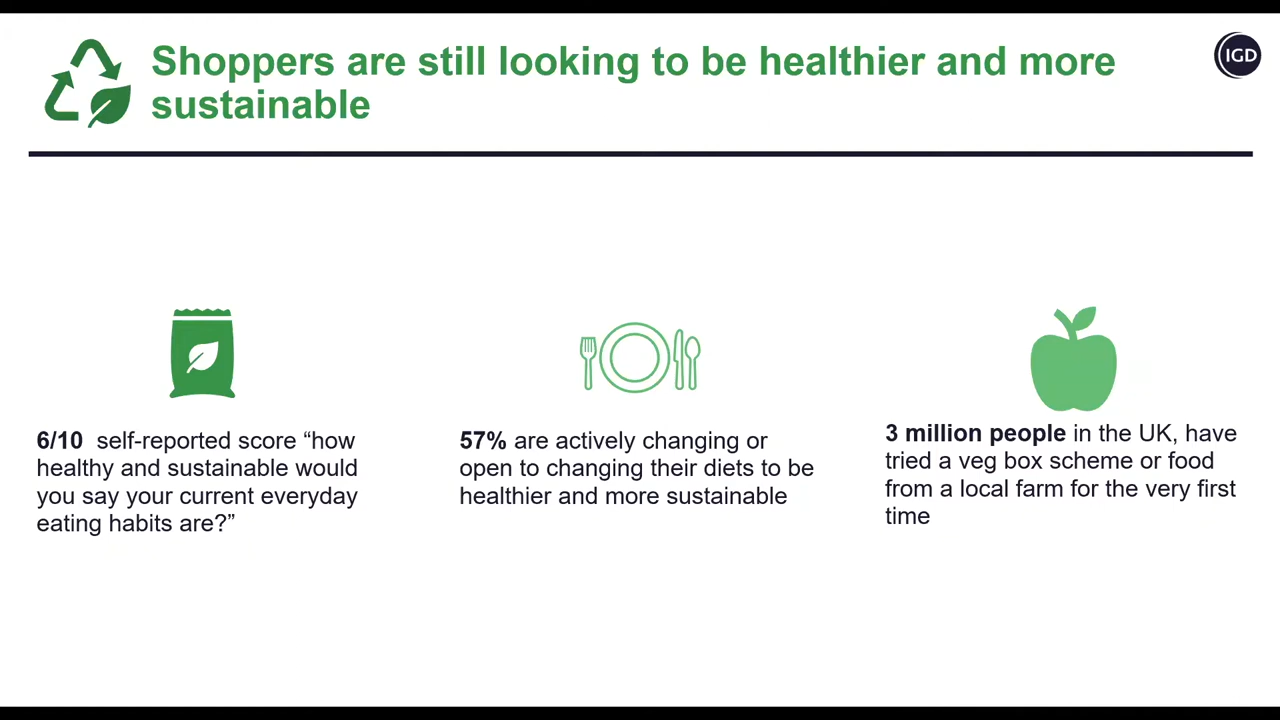 Shoppers are still looking to be healthier and more
sustainable
IGD
6/10 self-reported score “how
healthy and sustainable would
you say your current everyday
eating habits are?”
57% are actively changing or
open to changing their diets to be
healthier and more sustainable
3 million people in the UK, have
tried a veg box scheme or food
from a local farm for the very first
time